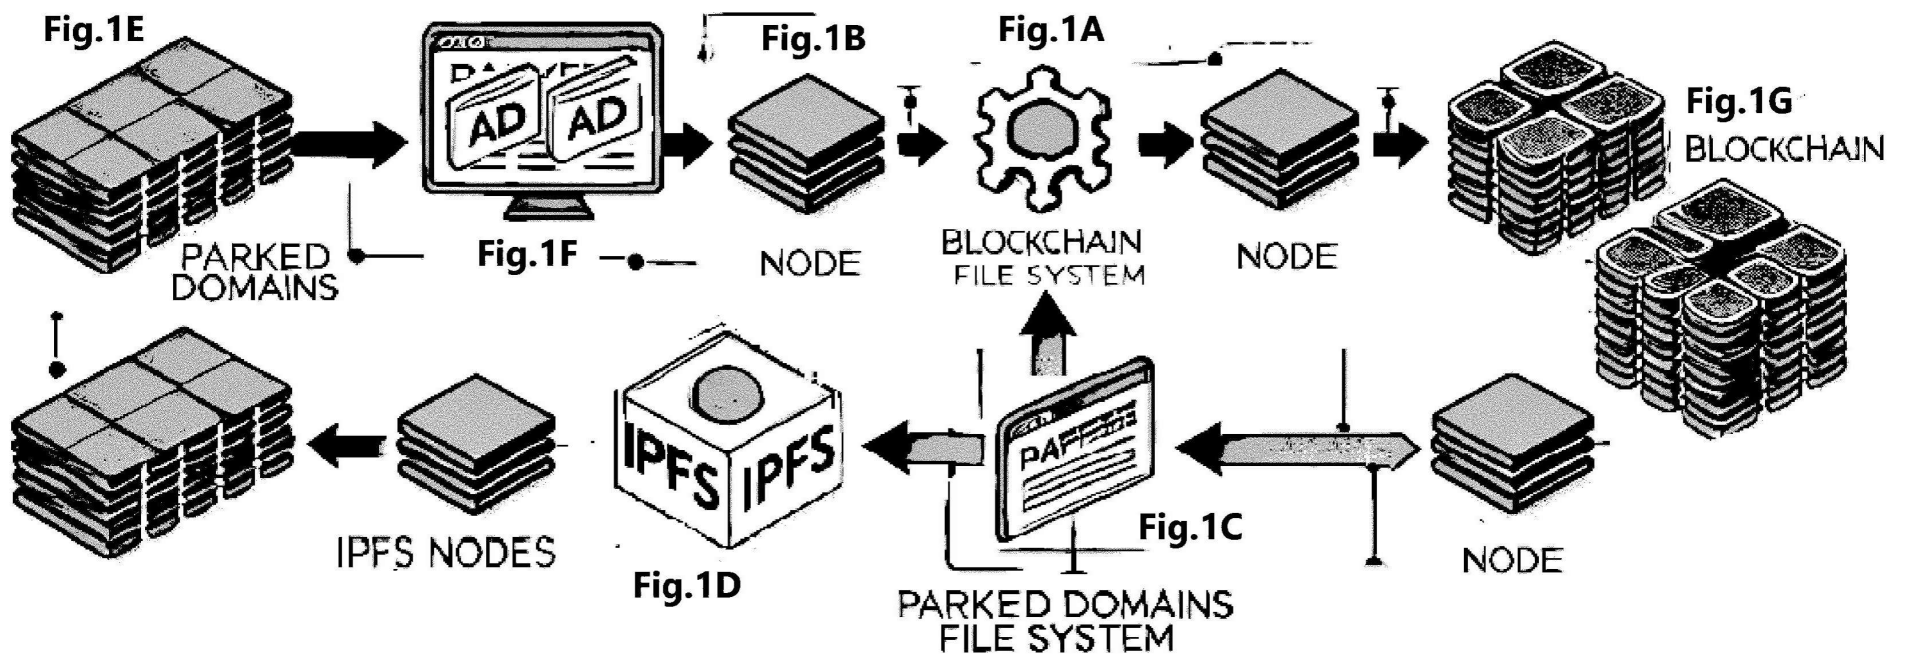 Fig.1E
Fig.1B
Fig.1A
Fig.1G
BLOCKCHAIN
AD AD
PARKED
DOMAINS
Fig.1F
NODE
BLOCKCHAIN
FILE SYSTEM
NODE
IPFS IPFS
IPFS NODES
Fig.1D
Fig.1C
NODE
PARKED DOMAINS
FILE SYSTEM